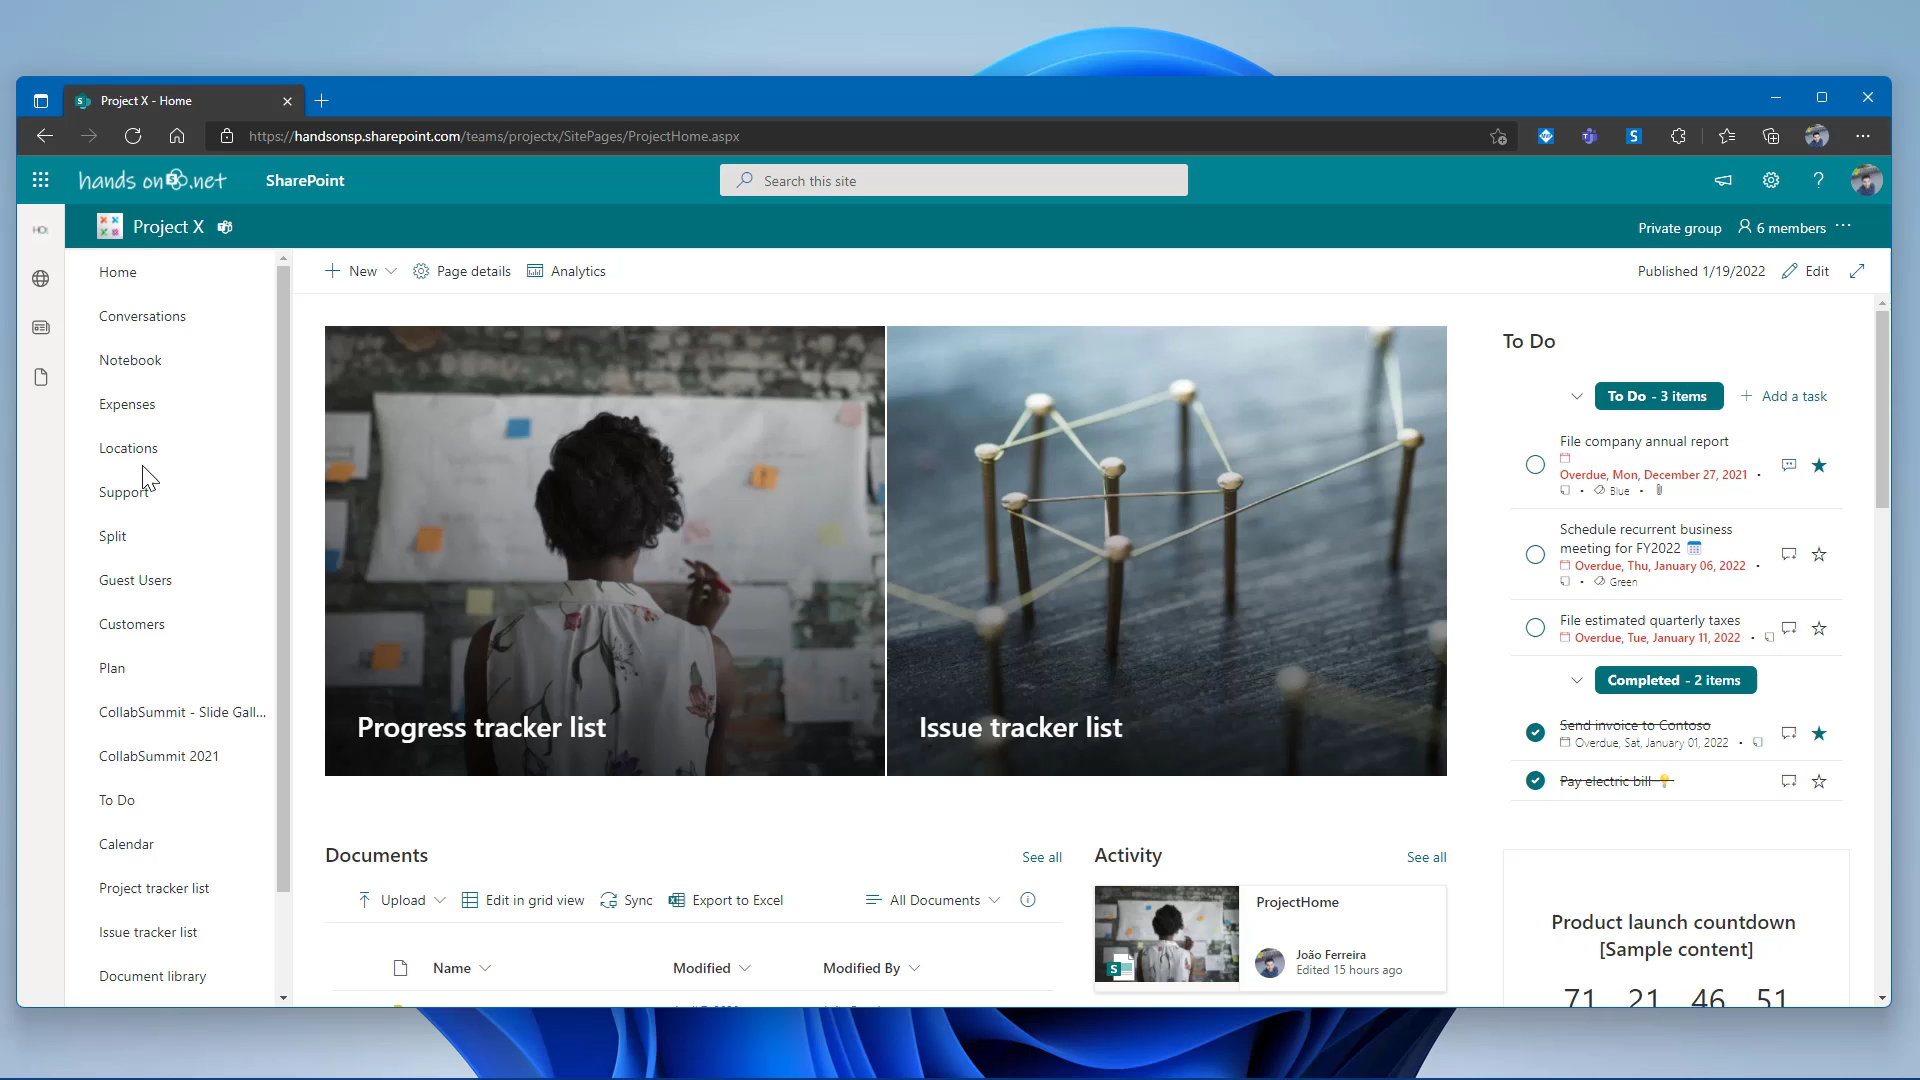 Project X - Home
https://handsonsp.sharepoint.com/teams/projectx/SitePages/ProjectHome.aspx
hands on S .net
SharePoint
Search this site
HO!
Project X
Private group
6 members
Home
Conversations
Notebook
Expenses
Locations
Support
Split
Guest Users
Customers
Plan
CollabSummit - Slide Gall...
CollabSummit 2021
To Do
Calendar
Project tracker list
Issue tracker list
Document library
New
Page details
Analytics
Published 1/19/2022
Edit
Progress tracker list
Issue tracker list
To Do
To Do - 3 items
Add a task
File company annual report
Overdue, Mon, December 27, 2021
Blue
Schedule recurrent business
meeting for FY2022
Overdue, Thu, January 06, 2022
Green
File estimated quarterly taxes
Overdue, Tue, January 11, 2022
Completed - 2 items
Send invoice to Contoso
Overdue, Sat, January 01, 2022
Pay electric bill
Documents
See all
Upload
Edit in grid view
Sync
Export to Excel
All Documents
Name
Modified
Modified By
Activity
See all
ProjectHome
João Ferreira
Edited 15 hours ago
Product launch countdown
[Sample content]
71 21 46 51